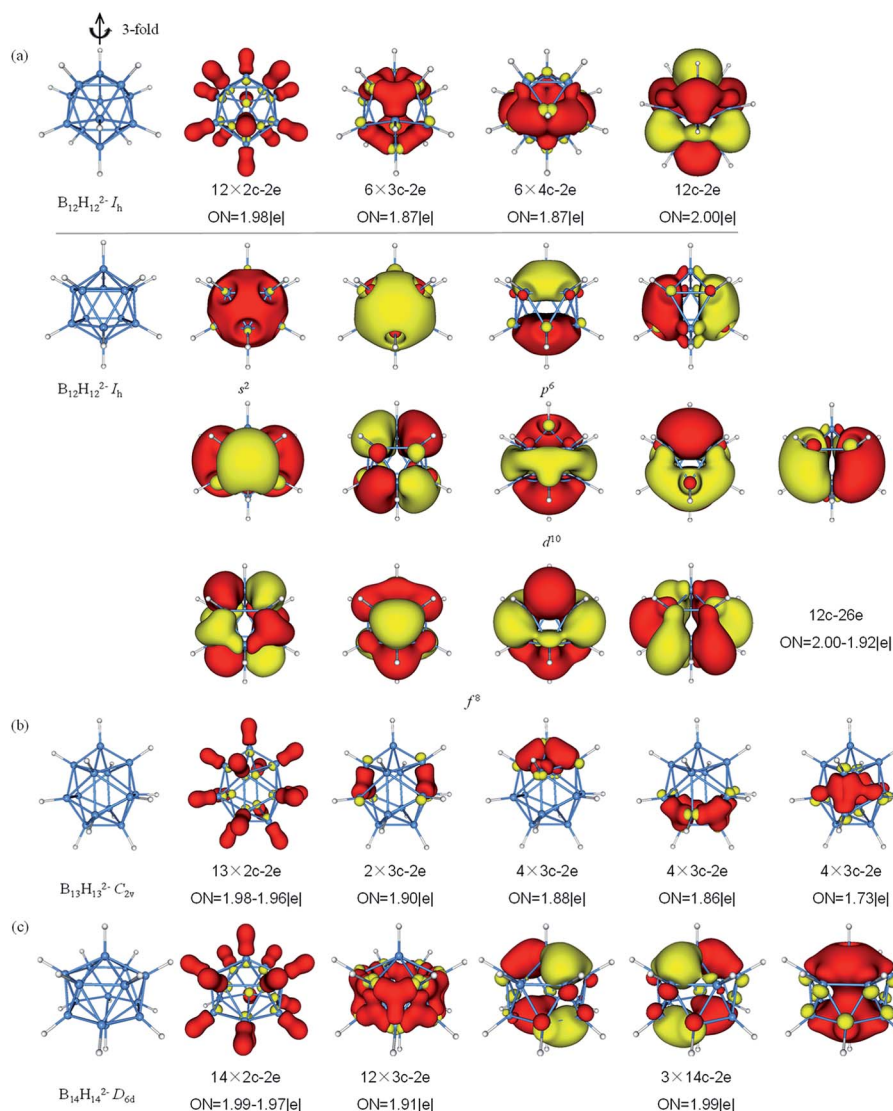 3-fold
(a)
12×2c-2e 6×3c-2e 6×4c-2e 12c-2e
B₁₂H₁₂²⁻ Iₕ
ON=1.98|e| ON=1.87|e| ON=1.87|e| ON=2.00|e|
B₁₂H₁₂²⁻ Iₕ s² p⁶
d¹⁰
12c-26e
ON=2.00-1.92|e|
f⁸
(b)
13×2c-2e 2×3c-2e 4×3c-2e 4×3c-2e 4×3c-2e
B₁₃H₁₃²⁻ C₂ᵥ
ON=1.98-1.96|e| ON=1.90|e| ON=1.88|e| ON=1.86|e| ON=1.73|e|
(c)
14×2c-2e 12×3c-2e 3×14c-2e
B₁₄H₁₄²⁻ D₆d
ON=1.99-1.97|e| ON=1.91|e| ON=1.99|e|